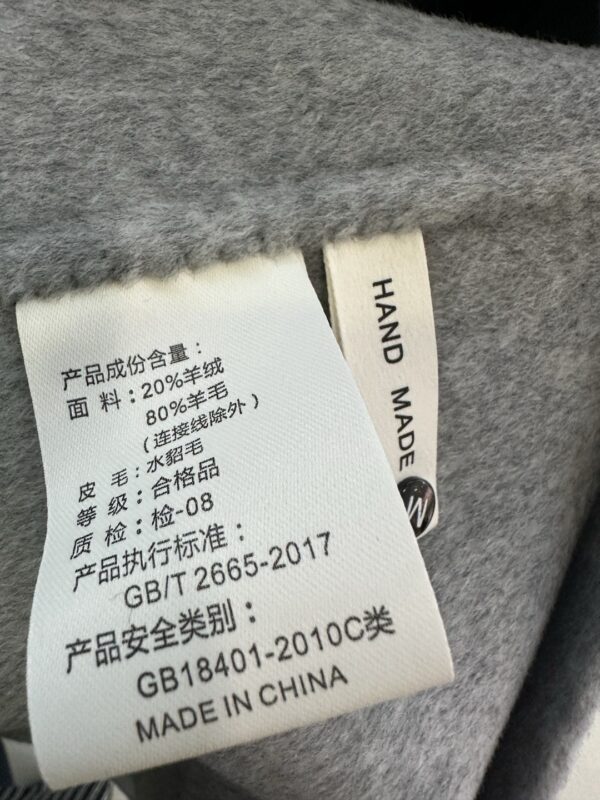 产品成份含量：
面 料：20%羊绒
80%羊毛
（连接线除外）
皮 毛：水貂毛
等 级：合格品
质 检：检-08
产品执行标准：
GB/T 2665-2017
产品安全类别：
GB18401-2010C类
MADE IN CHINA
HAND MADE
M